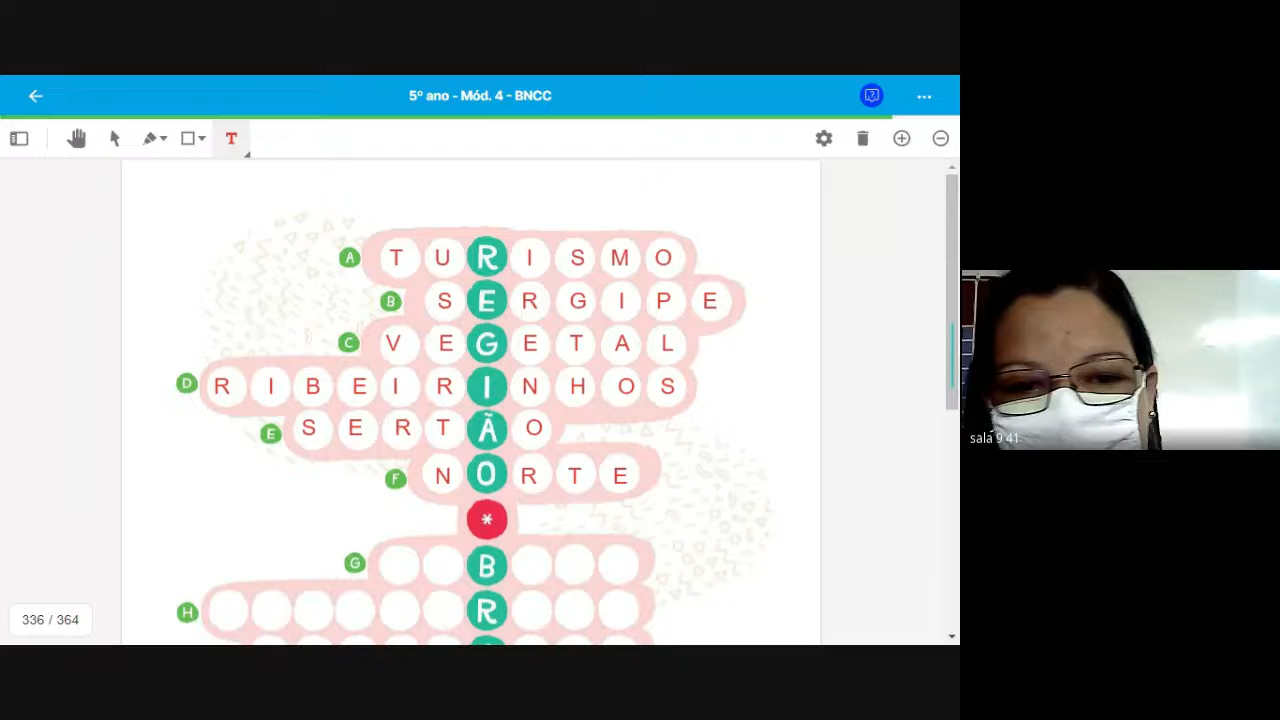 5º ano - Mód. 4 - BNCC
T
A T U R I S M O
B S E R G I P E
C V E G E T A L
D R I B E I R I N H O S
E S E R T Ã O
F N O R T E
*
G B
H R
336 / 364
sala 9 41